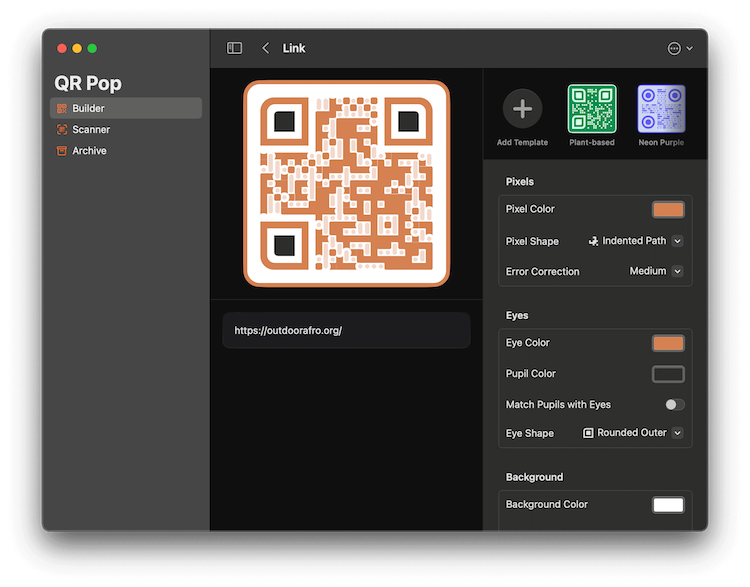 Link
QR Pop
Builder
Scanner
Archive
https://outdoorafro.org/
Add Template
Plant-based
Neon Purple
Pixels
Pixel Color
Pixel Shape Indented Path
Error Correction Medium
Eyes
Eye Color
Pupil Color
Match Pupils with Eyes
Eye Shape Rounded Outer
Background
Background Color